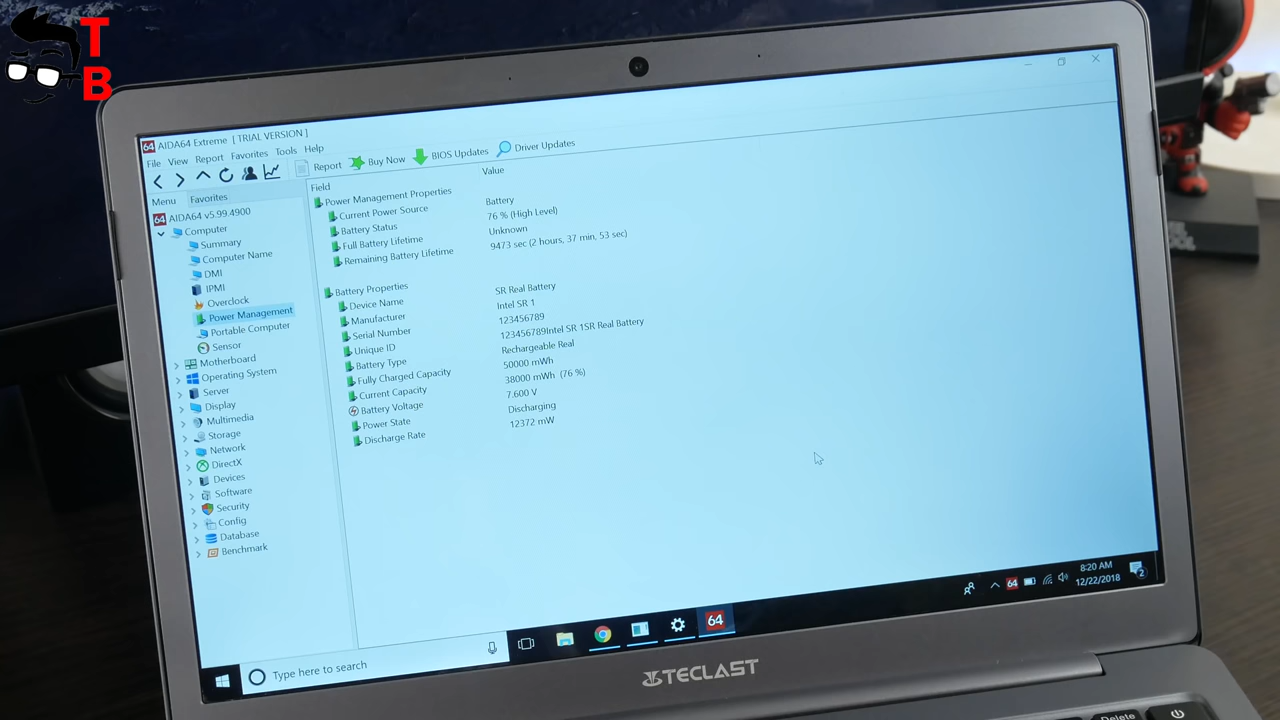 T
B
64 AIDA64 Extreme [ TRIAL VERSION ]
File View Report Favorites Tools Help
Report Buy Now BIOS Updates Driver Updates
Menu Favorites
64 AIDA64 v5.99.4900
Computer
Summary
Computer Name
DMI
IPMI
Overclock
Power Management
Portable Computer
Sensor
Motherboard
Operating System
Server
Display
Multimedia
Storage
Network
DirectX
Devices
Software
Security
Config
Database
Benchmark
Field Value
Power Management Properties
Current Power Source Battery
Battery Status 76 % (High Level)
Full Battery Lifetime Unknown
Remaining Battery Lifetime 9473 sec (2 hours, 37 min, 53 sec)
Battery Properties
Device Name SR Real Battery
Manufacturer Intel SR 1
Serial Number 123456789
Unique ID 123456789Intel SR 1SR Real Battery
Battery Type Rechargeable Real
Fully Charged Capacity 50000 mWh
Current Capacity 38000 mWh (76 %)
Battery Voltage 7.600 V
Power State Discharging
Discharge Rate 12372 mW
Type here to search
64
64
8:20 AM
12/22/2018
2
TECLAST
Delete